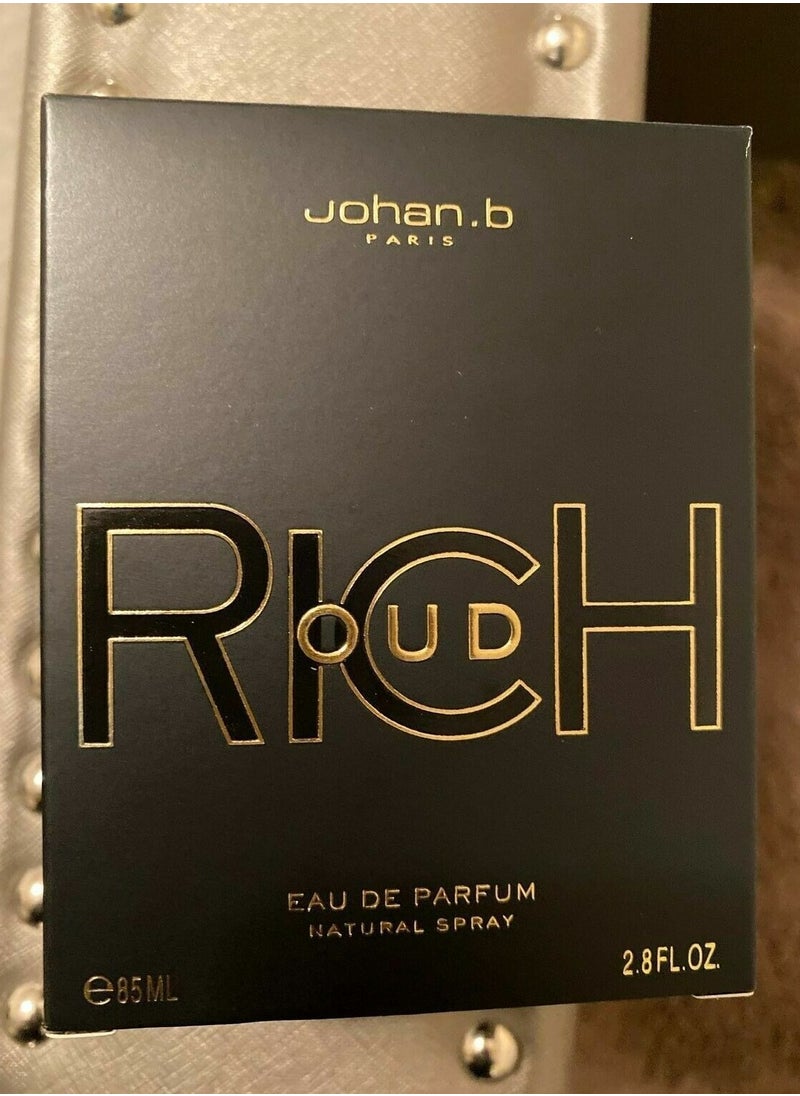 Johan.b
PARIS
RICH
OUD
EAU DE PARFUM
NATURAL SPRAY
℮85ML
2.8FL.OZ.